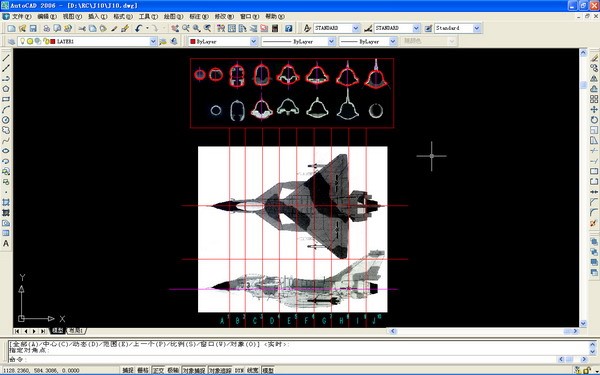 AutoCAD 2006 - [D:\RC\J10\J10.dwg]
文件(F) 编辑(E) 视图(V) 插入(I) 格式(O) 工具(T) 绘图(D) 标注(N) 修改(M) 窗口(W) 帮助(H)
STANDARD STANDARD Standard
LAYER1 ByLayer ByLayer ByLayer 随颜色
Y
X
A B C D E F G H I J
模型 布局1
[全部(A)/中心(C)/动态(D)/范围(E)/上一个(P)/比例(S)/窗口(W)/对象(O)] <实时>:
指定对角点:
命令:
1128.2360, 584.3086, 0.0000 捕捉 栅格 正交 极轴 对象捕捉 对象追踪 DYN 线宽 模型